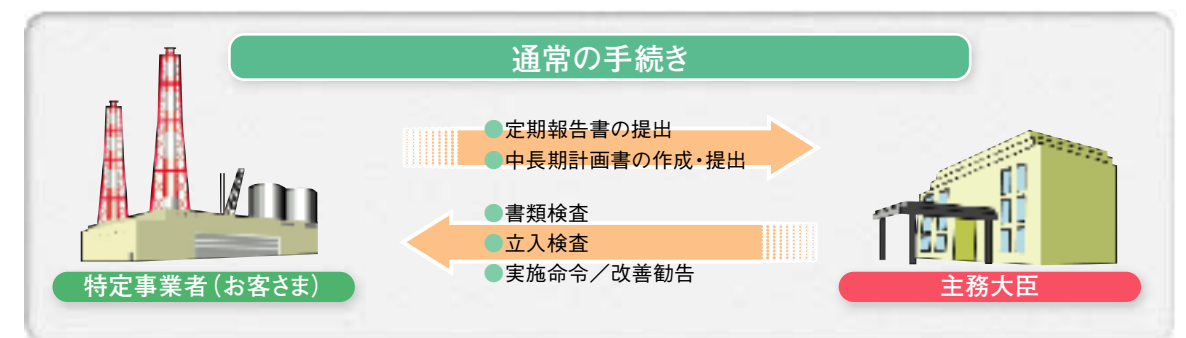 通常の手続き
●定期報告書の提出
●中長期計画書の作成・提出
●書類検査
●立入検査
●実施命令／改善勧告
特定事業者（お客さま）
主務大臣